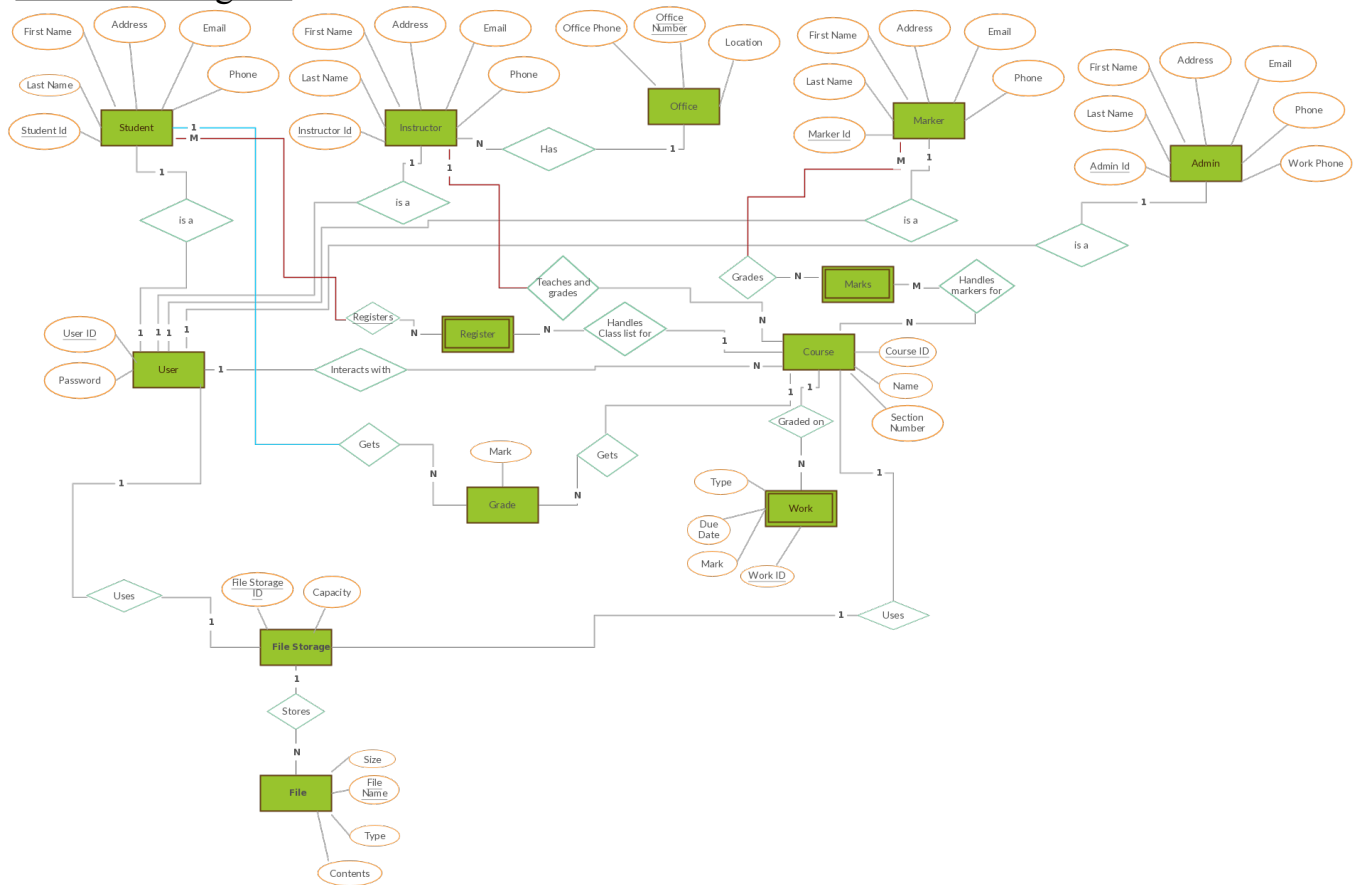 First Name
Address
Email
Last Name
Phone
Student Id
Student
1
M
First Name
Address
Email
Last Name
Phone
Instructor Id
Instructor
1
1
N
Has
1
Office Phone
Office
Number
Location
Office
First Name
Address
Email
Last Name
Phone
Marker Id
Marker
M
1
First Name
Address
Email
Last Name
Phone
Admin Id
Work Phone
Admin
1
1
is a
is a
is a
is a
Teaches and
grades
Grades
N
Marks
M
Handles
markers for
1
1
1
1
Registers
N
Register
N
Handles
Class list for
1
N
N
User ID
Password
User
1
Interacts with
N
Course
Course ID
Name
Section
Number
1
1
Graded on
N
Gets
N
Mark
Grade
N
Gets
Type
Due
Date
Mark
Work ID
Work
1
1
Uses
1
File Storage
ID
Capacity
File Storage
1
Uses
1
Stores
N
File
Size
File
Name
Type
Contents